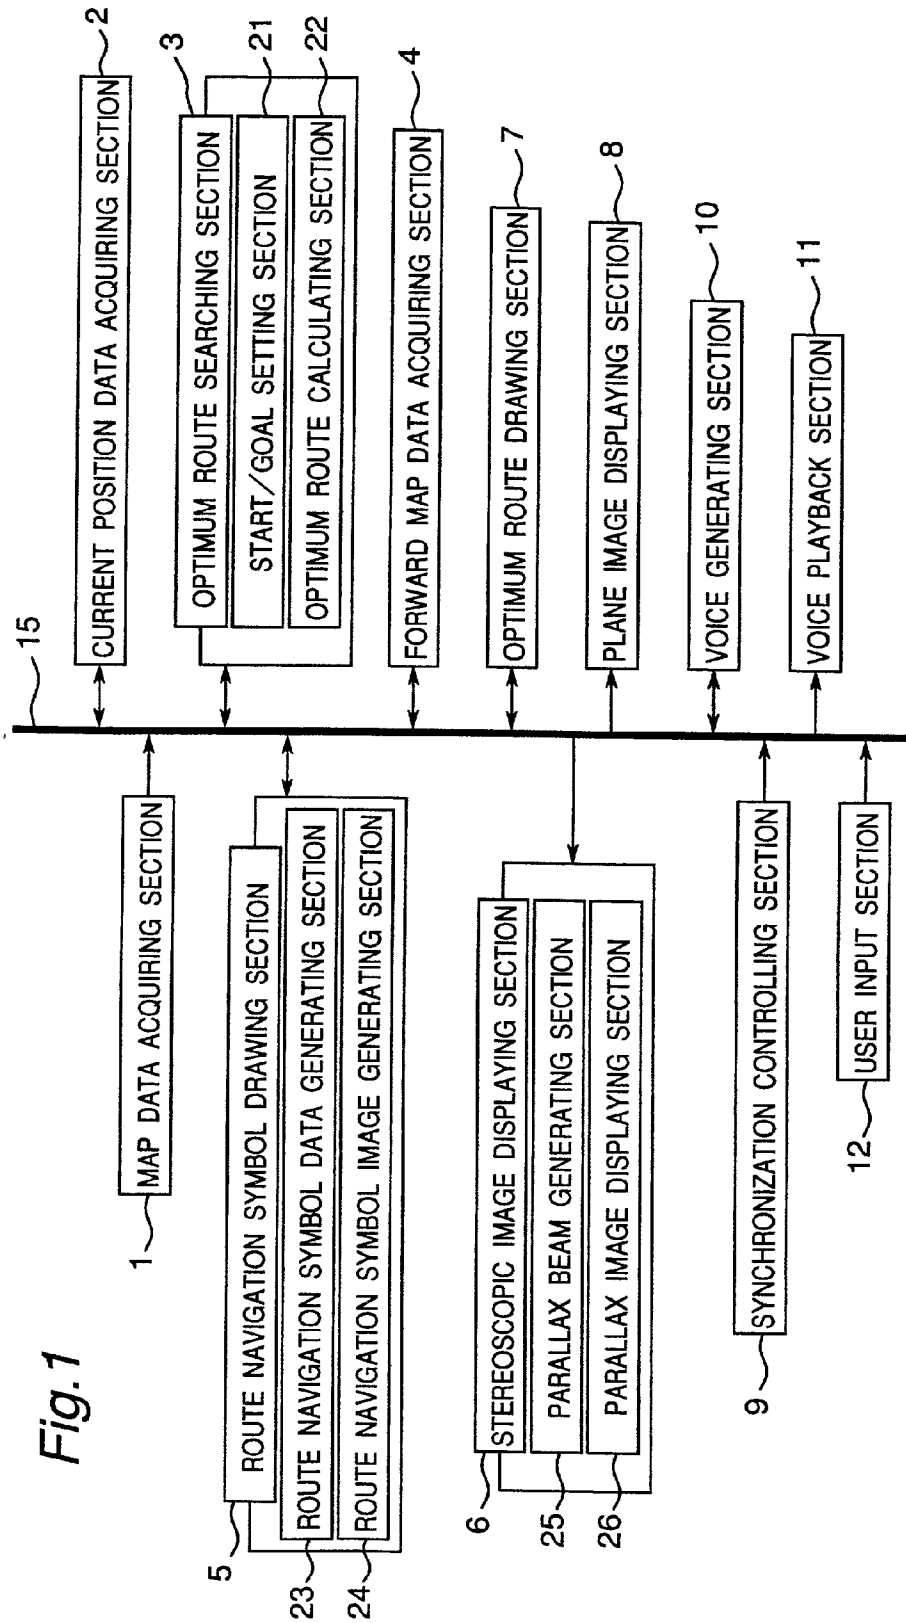 Fig.1
15
CURRENT POSITION DATA ACQUIRING SECTION
2
MAP DATA ACQUIRING SECTION
1
OPTIMUM ROUTE SEARCHING SECTION
3
START/GOAL SETTING SECTION
21
OPTIMUM ROUTE CALCULATING SECTION
22
ROUTE NAVIGATION SYMBOL DRAWING SECTION
5
ROUTE NAVIGATION SYMBOL DATA GENERATING SECTION
23
ROUTE NAVIGATION SYMBOL IMAGE GENERATING SECTION
24
FORWARD MAP DATA ACQUIRING SECTION
4
OPTIMUM ROUTE DRAWING SECTION
7
STEREOSCOPIC IMAGE DISPLAYING SECTION
6
PARALLAX BEAM GENERATING SECTION
25
PARALLAX IMAGE DISPLAYING SECTION
26
PLANE IMAGE DISPLAYING SECTION
8
VOICE GENERATING SECTION
10
SYNCHRONIZATION CONTROLLING SECTION
9
VOICE PLAYBACK SECTION
11
USER INPUT SECTION
12